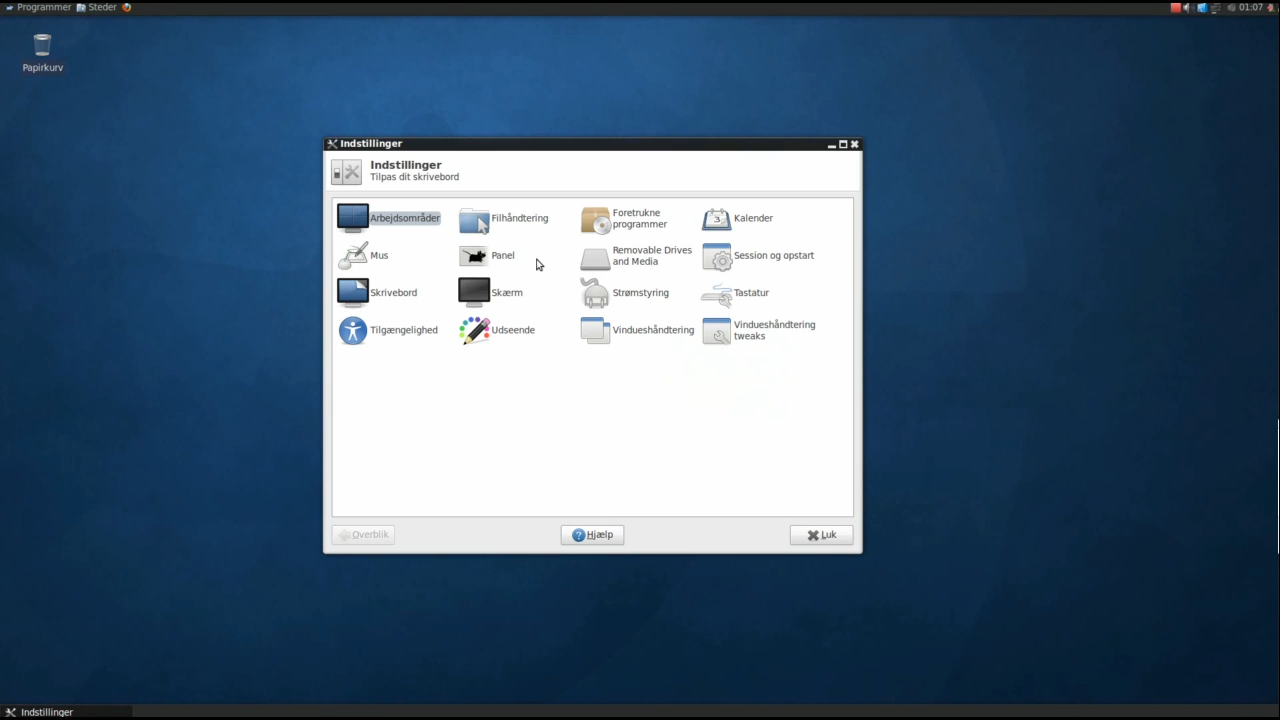 Programmer Steder 01:07
Papirkurv
Indstillinger
Indstillinger
Tilpas dit skrivebord
Arbejdsområder
Filhåndtering
Foretrukne
programmer
Kalender
3
Mus
Panel
Removable Drives
and Media
Session og opstart
Skrivebord
Skærm
Strømstyring
Tastatur
Tilgængelighed
Udseende
Vindueshåndtering
Vindueshåndtering
tweaks
Overblik
Hjælp
Luk
Indstillinger